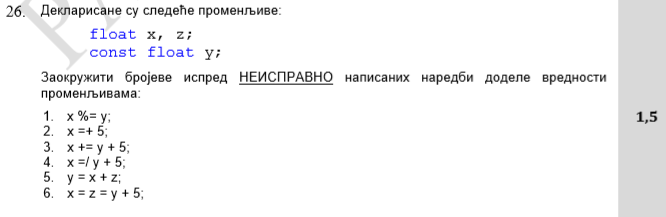 26. Декларисане су следеће променљиве:
float x, z;
const float y;
Заокружити бројеве испред НЕИСПРАВНО написаних наредби доделе вредности
променљивама:
1. x %= y;
2. x =+ 5;
3. x += y + 5;
4. x =/ y + 5;
5. y = x + z;
6. x = z = y + 5;
1,5